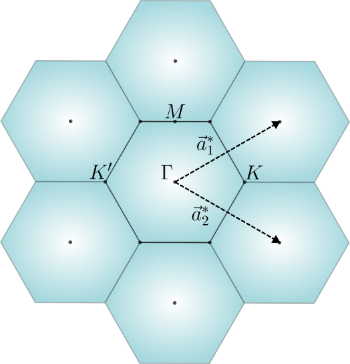 M
a⃗₁*
K′ Γ K
a⃗₂*